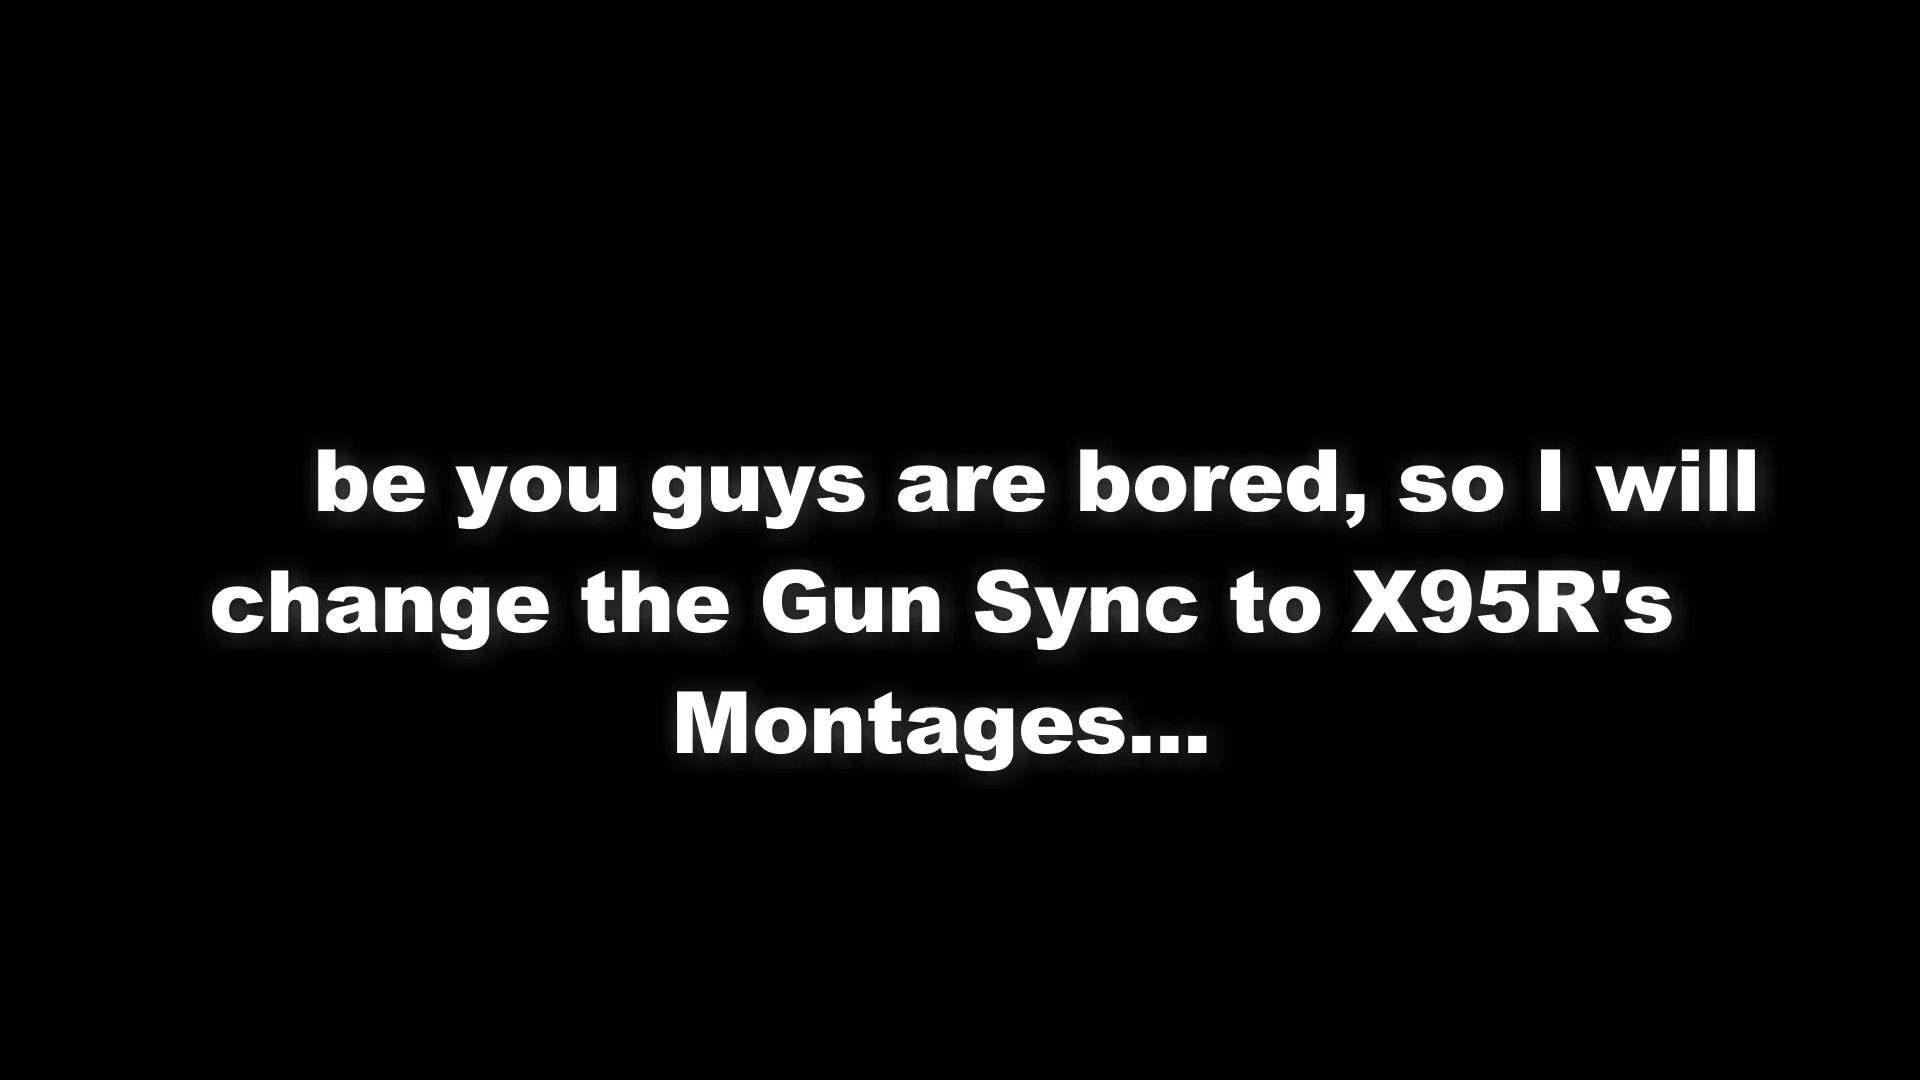 be you guys are bored, so I will
change the Gun Sync to X95R's
Montages...